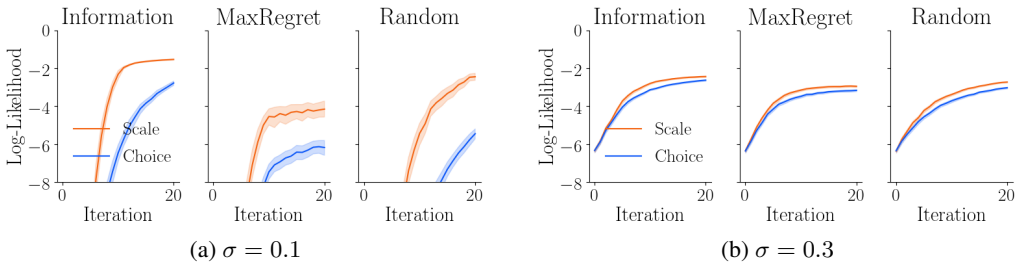 Information
MaxRegret
Random
Log-Likelihood
0
−2
−4
−6
−8
Scale
Choice
0
20
0
20
0
20
Iteration
Iteration
Iteration
(a) σ = 0.1
Information
MaxRegret
Random
Log-Likelihood
0
−2
−4
−6
−8
Scale
Choice
0
20
0
20
0
20
Iteration
Iteration
Iteration
(b) σ = 0.3